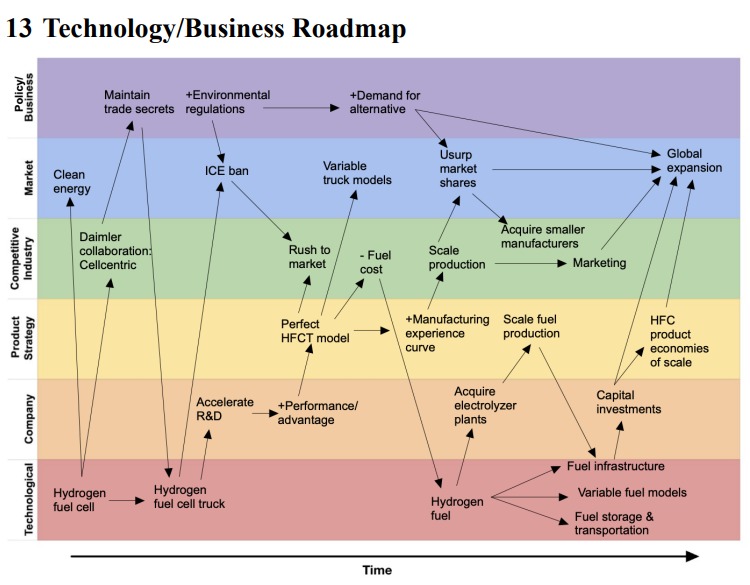 13 Technology/Business Roadmap
Policy/
Business
Maintain
trade secrets
+Environmental
regulations
+Demand for
alternative
Market
Clean
energy
ICE ban
Variable
truck models
Usurp
market
shares
Global
expansion
Competitive
Industry
Daimler
collaboration:
Cellcentric
Rush to
market
- Fuel
cost
Scale
production
Acquire smaller
manufacturers
Marketing
Product
Strategy
Perfect
HFCT model
+Manufacturing
experience
curve
Scale fuel
production
HFC
product
economies
of scale
Company
Accelerate
R&D
+Performance/
advantage
Acquire
electrolyzer
plants
Capital
investments
Technological
Hydrogen
fuel cell
Hydrogen
fuel cell truck
Hydrogen
fuel
Fuel infrastructure
Variable fuel models
Fuel storage &
transportation
Time